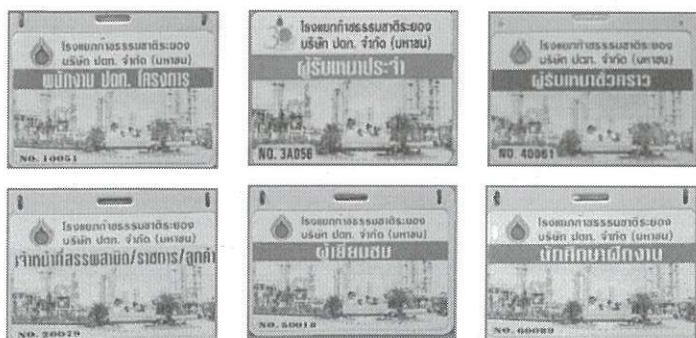 โรงแยกก๊าซธรรมชาติระยอง
บริษัท ปตท. จำกัด (มหาชน)
พนักงาน ปตท. โครงการ
NO. 10051
โรงแยกก๊าซธรรมชาติระยอง
บริษัท ปตท. จำกัด (มหาชน)
ผู้รับเหมาประจำ
NO. 3A056
โรงแยกก๊าซธรรมชาติระยอง
บริษัท ปตท. จำกัด (มหาชน)
ผู้รับเหมาชั่วคราว
NO. 40061
โรงแยกก๊าซธรรมชาติระยอง
บริษัท ปตท. จำกัด (มหาชน)
เจ้าหน้าที่สรรพสามิต/ราชการ/ลูกค้า
NO. 20079
โรงแยกก๊าซธรรมชาติระยอง
บริษัท ปตท. จำกัด (มหาชน)
ผู้เยี่ยมชม
NO. 50018
โรงแยกก๊าซธรรมชาติระยอง
บริษัท ปตท. จำกัด (มหาชน)
นักศึกษาฝึกงาน
NO. 60089